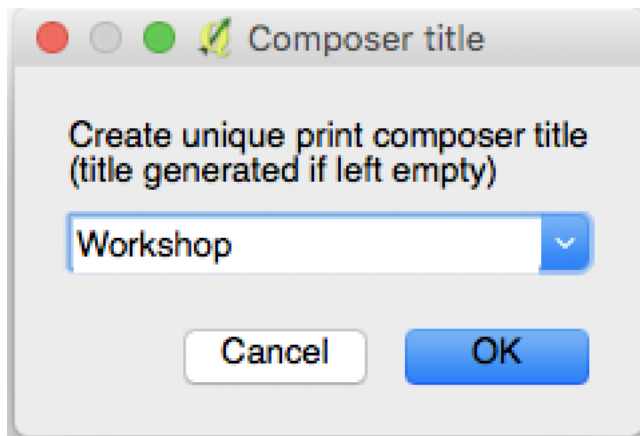 Composer title
Create unique print composer title
(title generated if left empty)
Workshop
Cancel OK